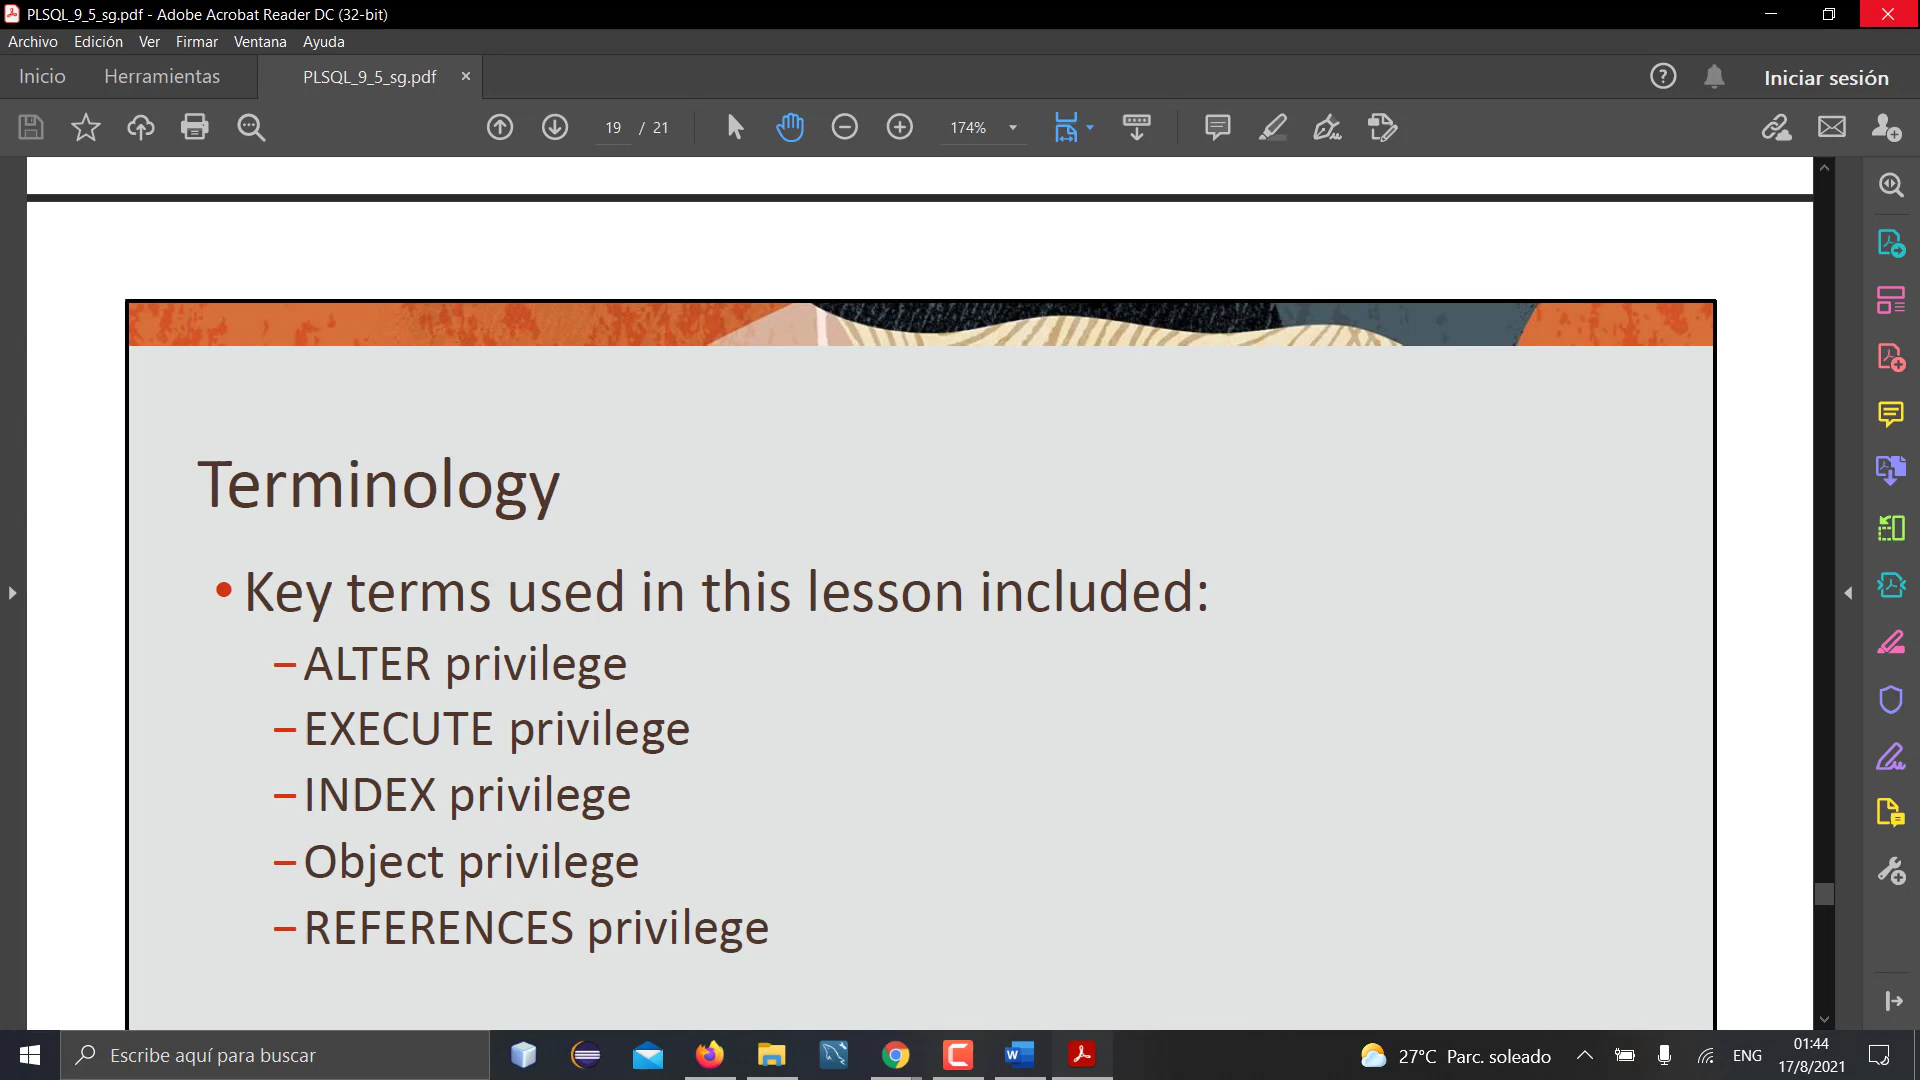 PLSQL_9_5_sg.pdf - Adobe Acrobat Reader DC (32-bit)
Archivo Edición Ver Firmar Ventana Ayuda
Inicio Herramientas PLSQL_9_5_sg.pdf × Iniciar sesión
19 / 21 174%
Terminology
• Key terms used in this lesson included:
– ALTER privilege
– EXECUTE privilege
– INDEX privilege
– Object privilege
– REFERENCES privilege
Escribe aquí para buscar
27°C Parc. soleado ENG 01:44
17/8/2021